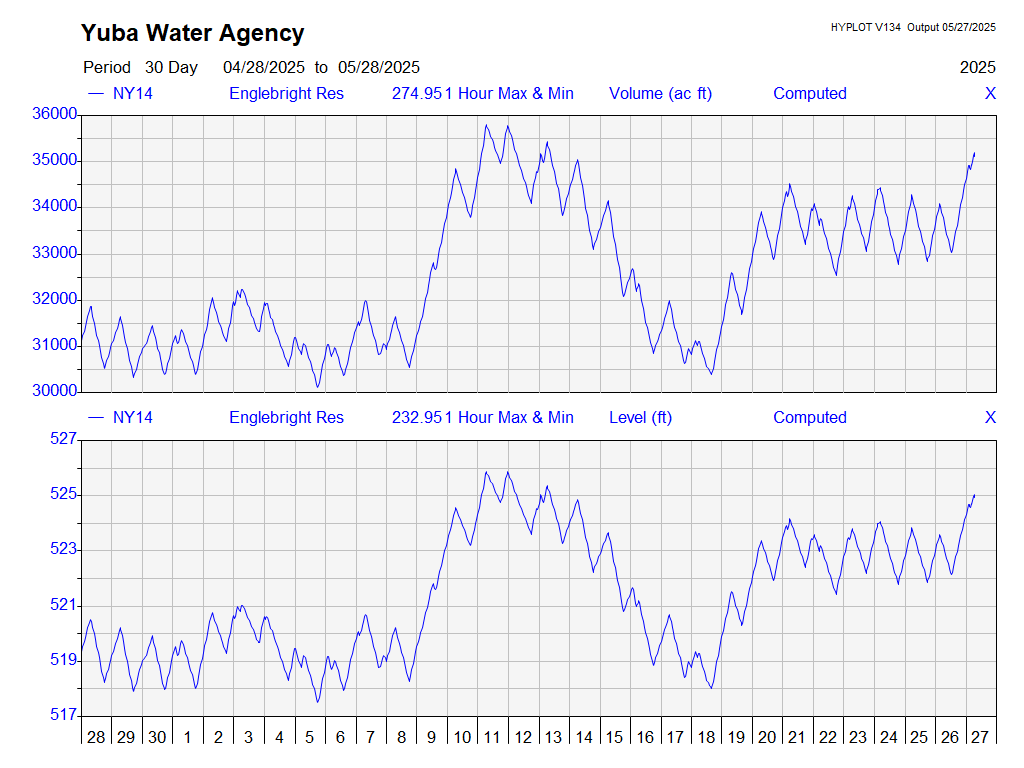 Yuba Water Agency
HYPLOT V134 Output 05/27/2025
Period 30 Day 04/28/2025 to 05/28/2025 2025
NY14 Englebright Res 274.951 Hour Max & Min Volume (ac ft) Computed X
36000
35000
34000
33000
32000
31000
30000
NY14 Englebright Res 232.951 Hour Max & Min Level (ft) Computed X
527
525
523
521
519
517
28 29 30 1 2 3 4 5 6 7 8 9 10 11 12 13 14 15 16 17 18 19 20 21 22 23 24 25 26 27